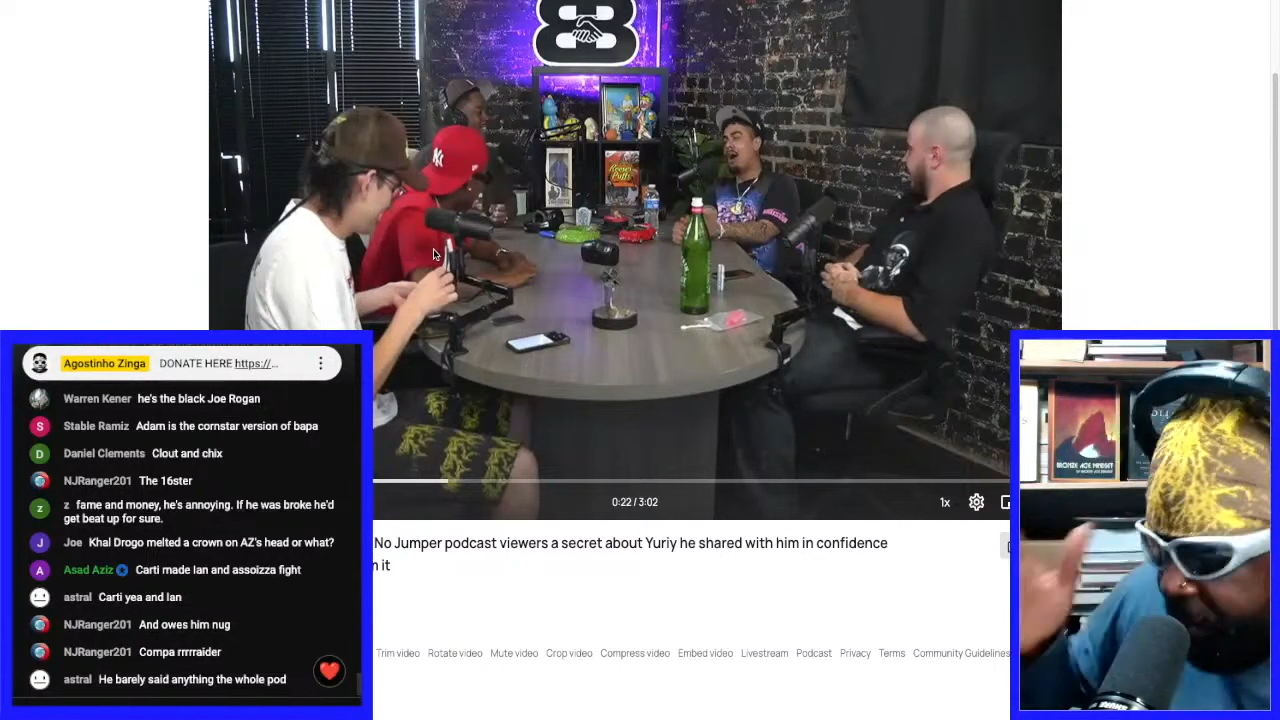 B
NY
REESE'S
PUFFS
0:22 / 3:02
1x
No Jumper podcast viewers a secret about Yuriy he shared with him in confidence
it
Trim video Rotate video Mute video Crop video Compress video Embed video Livestream Podcast Privacy Terms Community Guidelines
Agostinho Zinga DONATE HERE https://...
Warren Kener he's the black Joe Rogan
S Stable Ramiz Adam is the cornstar version of bapa
D Daniel Clements Clout and chix
NJRanger201 The 16ster
z z fame and money, he's annoying. If he was broke he'd
get beat up for sure.
J Joe Khal Drogo melted a crown on AZ's head or what?
A Asad Aziz Carti made Ian and assoizza fight
astral Carti yea and Ian
NJRanger201 And owes him nug
NJRanger201 Compa rrrrraider
astral He barely said anything the whole pod
BRONZE AGE MINDSET